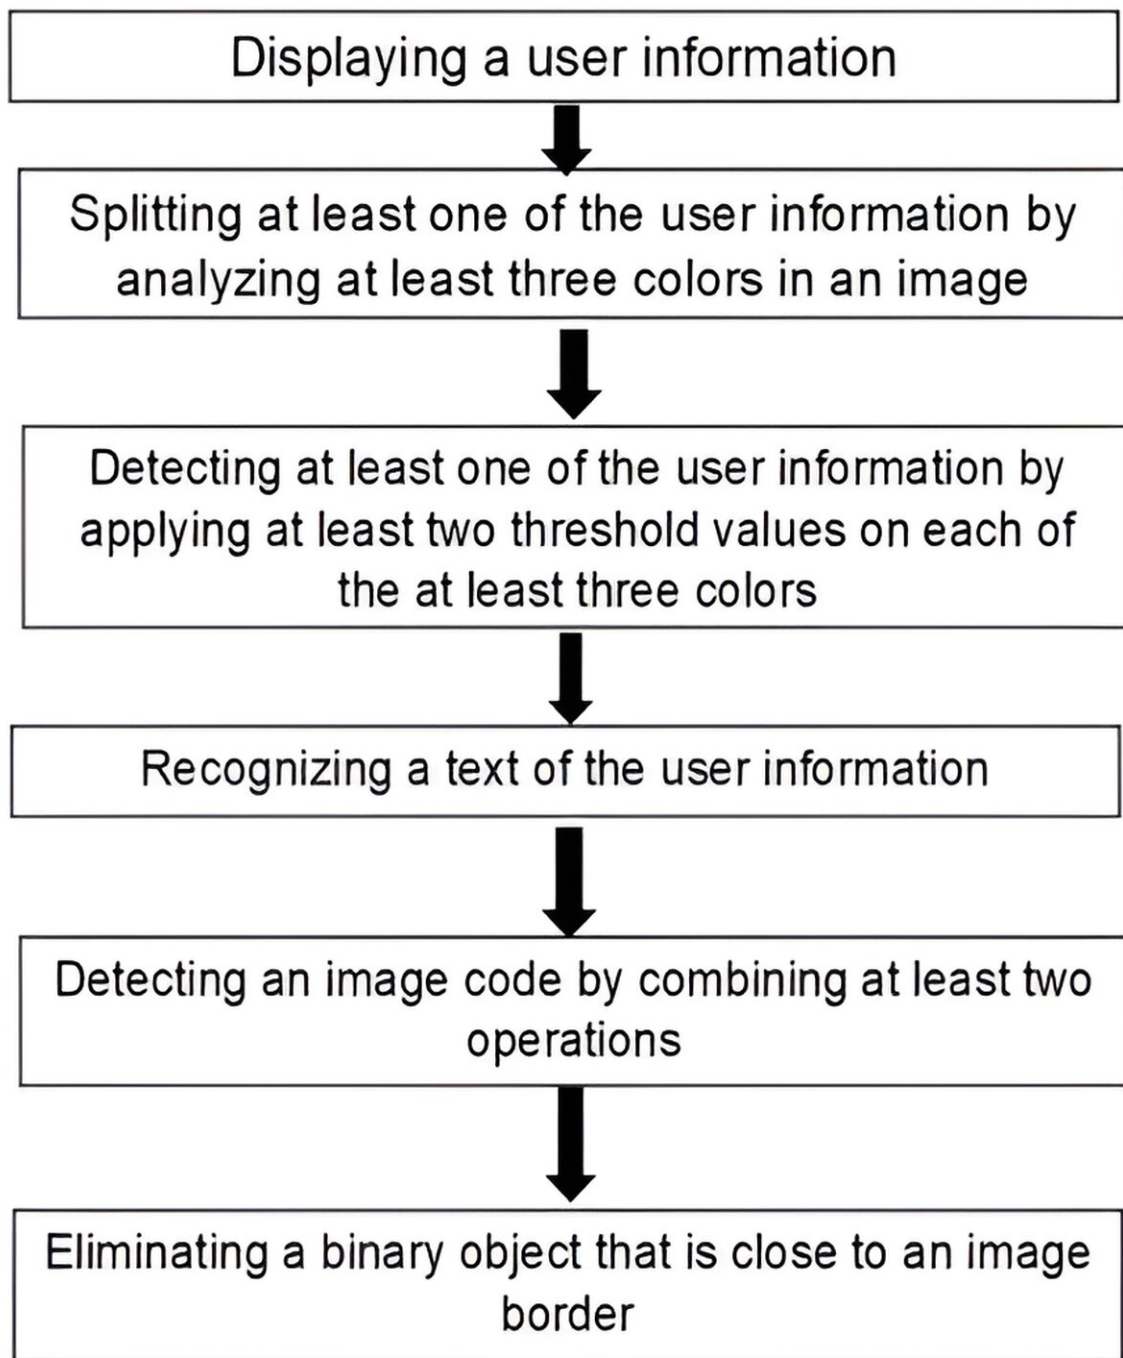 Displaying a user information
Splitting at least one of the user information by
analyzing at least three colors in an image
Detecting at least one of the user information by
applying at least two threshold values on each of
the at least three colors
Recognizing a text of the user information
Detecting an image code by combining at least two
operations
Eliminating a binary object that is close to an image
border